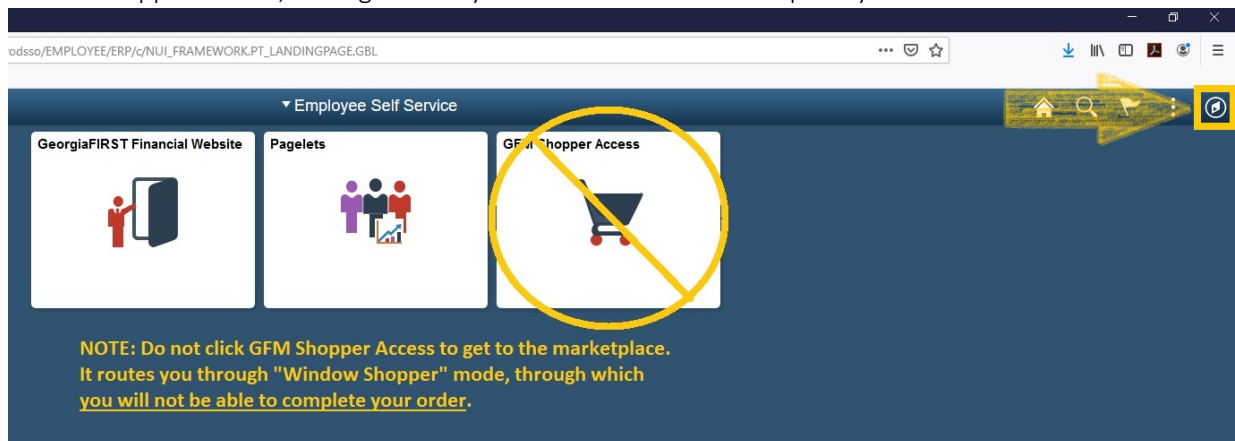 odsso/EMPLOYEE/ERP/c/NUI_FRAMEWORK.PT_LANDINGPAGE.GBL
Employee Self Service
GeorgiaFIRST Financial Website
Pagelets
GFM Shopper Access
NOTE: Do not click GFM Shopper Access to get to the marketplace.
It routes you through "Window Shopper" mode, through which
you will not be able to complete your order.